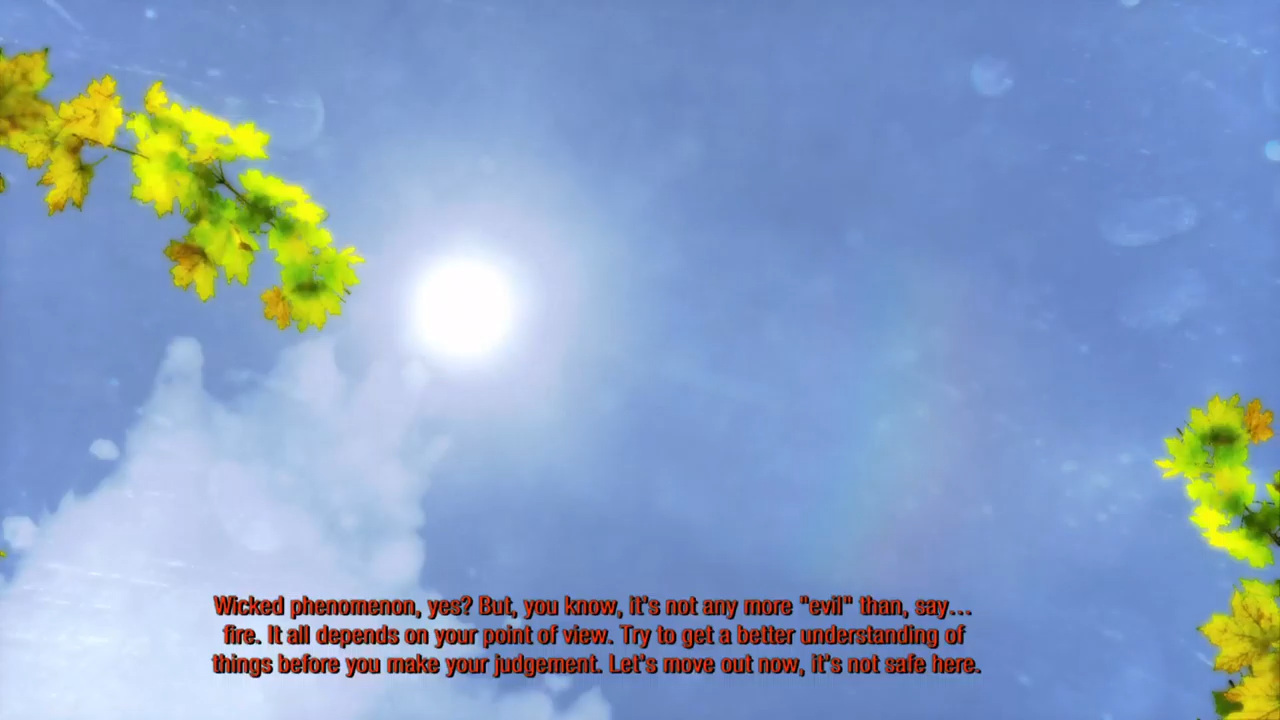 Wicked phenomenon, yes? But, you know, it's not any more "evil" than, say...
fire. It all depends on your point of view. Try to get a better understanding of
things before you make your judgement. Let's move out now, it's not safe here.